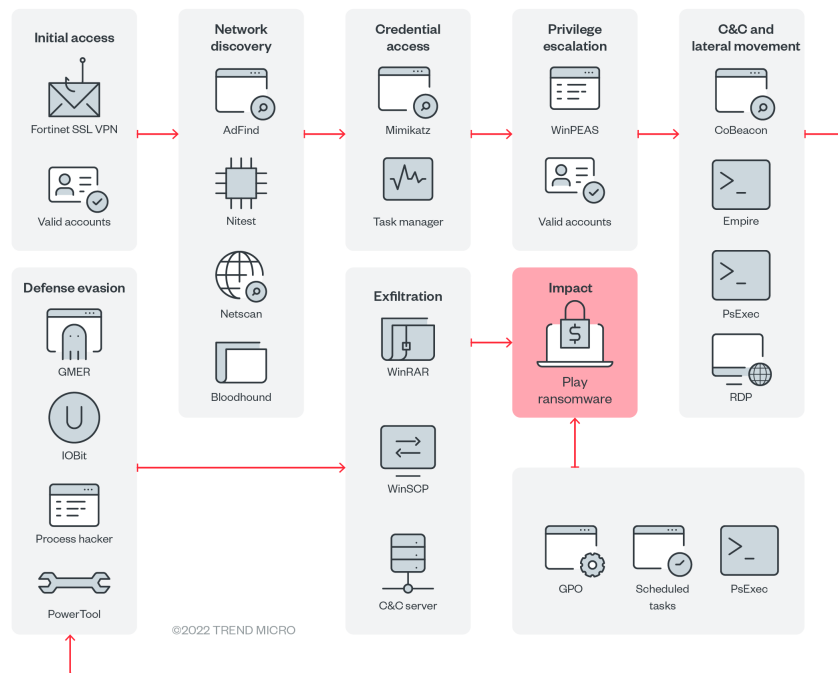 Initial access
Fortinet SSL VPN
Valid accounts
Network
discovery
AdFind
Nitest
Netscan
Bloodhound
Credential
access
Mimikatz
Task manager
Privilege
escalation
WinPEAS
Valid accounts
C&C and
lateral movement
CoBeacon
Empire
PsExec
RDP
Defense evasion
GMER
IOBit
Process hacker
PowerTool
Exfiltration
WinRAR
WinSCP
C&C server
Impact
$
Play
ransomware
GPO
Scheduled
tasks
PsExec
©2022 TREND MICRO